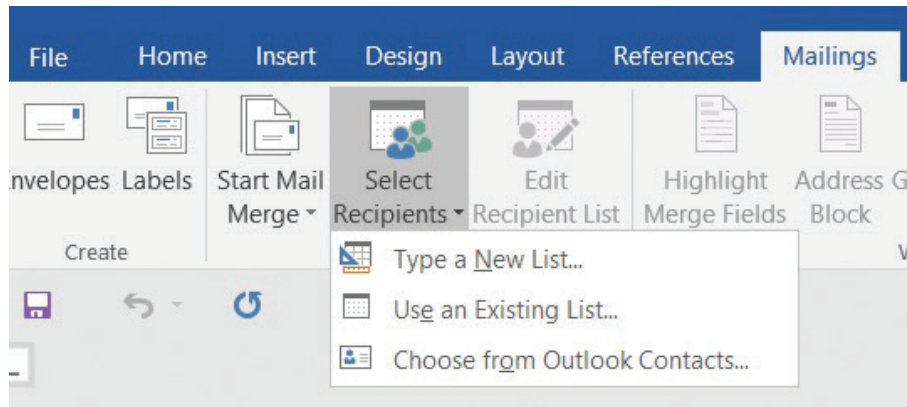 File Home Insert Design Layout References Mailings
nvelopes Labels Start Mail Merge Select Recipients Edit Recipient List Highlight Merge Fields Address Block G
Create
Type a New List...
Use an Existing List...
Choose from Outlook Contacts...